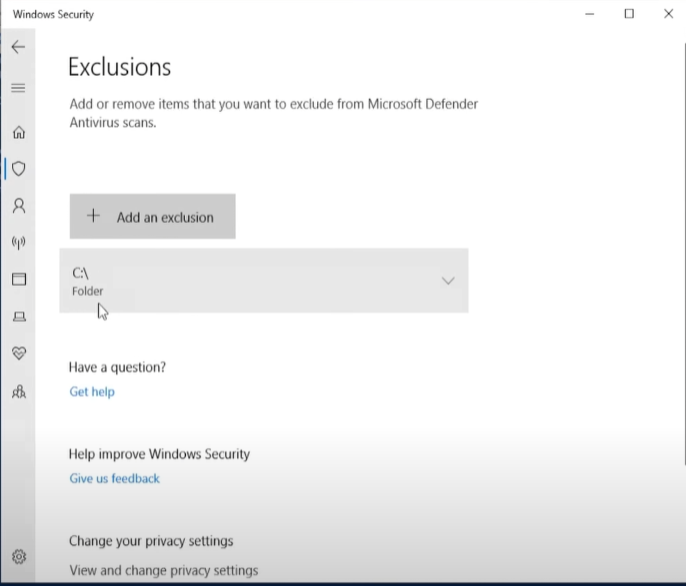 Windows Security
Exclusions
Add or remove items that you want to exclude from Microsoft Defender
Antivirus scans.
Add an exclusion
C:\
Folder
Have a question?
Get help
Help improve Windows Security
Give us feedback
Change your privacy settings
View and change privacy settings